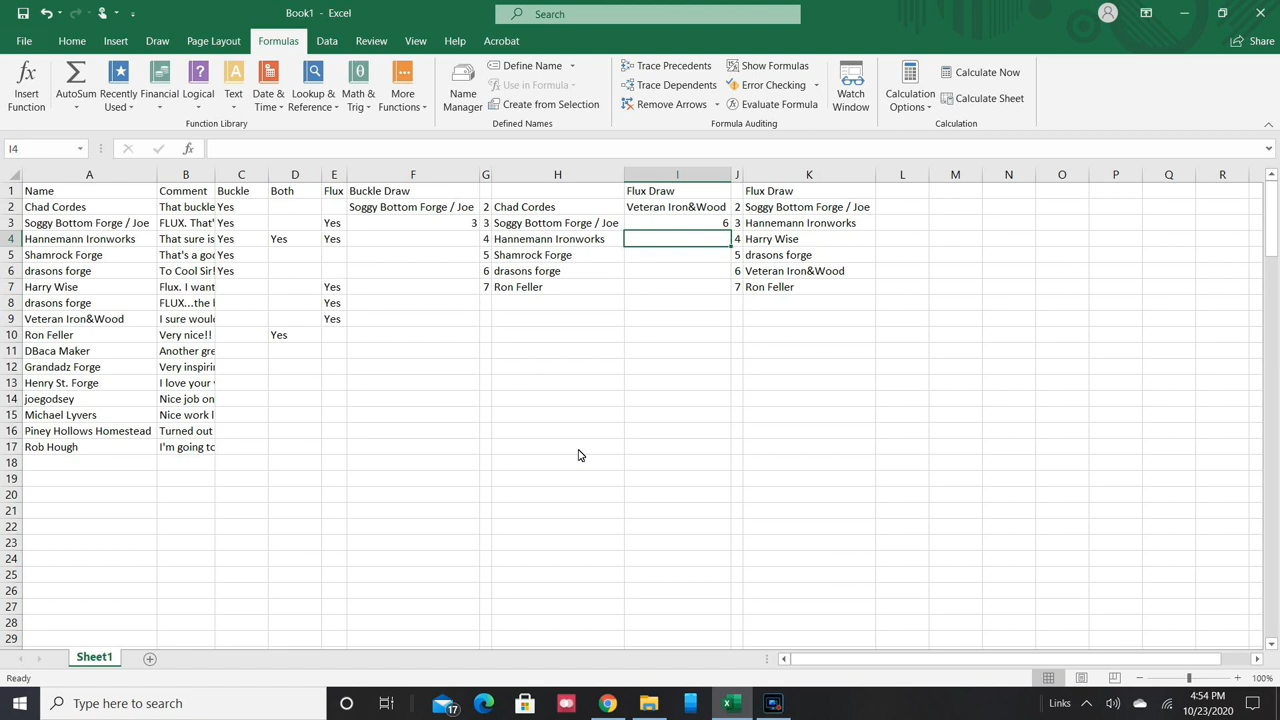 Book1 - Excel
Search
File Home Insert Draw Page Layout Formulas Data Review View Help Acrobat Share
Insert Function
AutoSum
Recently Used
Financial
Logical
Text
Date & Time
Lookup & Reference
Math & Trig
More Functions
Function Library
Name Manager
Define Name
Use in Formula
Create from Selection
Defined Names
Trace Precedents
Trace Dependents
Remove Arrows
Show Formulas
Error Checking
Evaluate Formula
Formula Auditing
Watch Window
Calculation Options
Calculate Now
Calculate Sheet
Calculation
I4 fx
A B C D E F G H I J K L M N O P Q R
1 Name Comment Buckle Both Flux Buckle Draw Flux Draw Flux Draw
2 Chad Cordes That buckle Yes Soggy Bottom Forge / Joe 2 Chad Cordes Veteran Iron&Wood 2 Soggy Bottom Forge / Joe
3 Soggy Bottom Forge / Joe FLUX. That' Yes Yes 3 3 Soggy Bottom Forge / Joe 6 3 Hannemann Ironworks
4 Hannemann Ironworks That sure is Yes Yes Yes 4 Hannemann Ironworks 4 Harry Wise
5 Shamrock Forge That's a goo Yes 5 Shamrock Forge 5 drasons forge
6 drasons forge To Cool Sir! Yes 6 drasons forge 6 Veteran Iron&Wood
7 Harry Wise Flux. I want Yes 7 Ron Feller 7 Ron Feller
8 drasons forge FLUX...the Yes
9 Veteran Iron&Wood I sure would Yes
10 Ron Feller Very nice!! Yes
11 DBaca Maker Another gre
12 Grandadz Forge Very inspirin
13 Henry St. Forge I love your
14 joegodsey Nice job on
15 Michael Lyvers Nice work
16 Piney Hollows Homestead Turned out
17 Rob Hough I'm going to
18
19
20
21
22
23
24
25
26
27
28
29
Sheet1
Ready 100%
Type here to search 17 Links 4:54 PM
10/23/2020